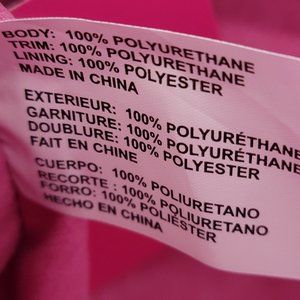 BODY: 100% POLYURETHANE
TRIM: 100% POLYURETHANE
LINING: 100% POLYESTER
MADE IN CHINA
EXTERIEUR: 100% POLYURÉTHANE
GARNITURE: 100% POLYURÉTHANE
DOUBLURE: 100% POLYESTER
FAIT EN CHINE
CUERPO: 100% POLIURETANO
RECORTE : 100% POLIURETANO
FORRO: 100% POLIÉSTER
HECHO EN CHINA